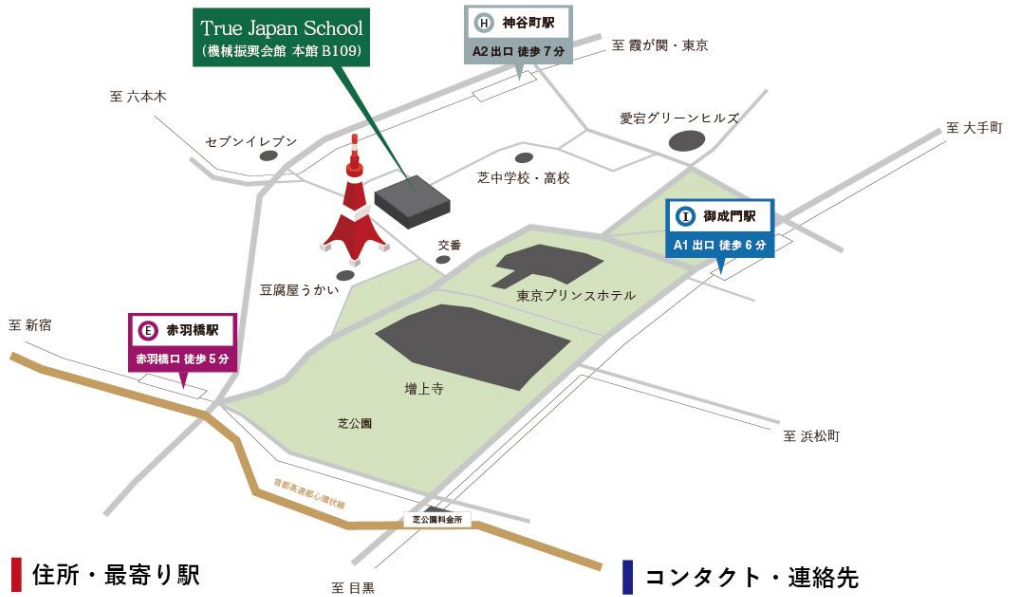 True Japan School
(機械振興会館 本館 B109)
H 神谷町駅
A2 出口 徒歩 7 分
至 霞が関・東京
至 六本木
愛宕グリーンヒルズ
至 大手町
セブンイレブン
芝中学校・高校
I 御成門駅
A1 出口 徒歩 6 分
交番
豆腐屋うかい
東京プリンスホテル
至 新宿
E 赤羽橋駅
赤羽橋口 徒歩 5 分
増上寺
芝公園
至 浜松町
首都高速都心環状線
芝公園料金所
住所・最寄り駅
至 目黒
コンタクト・連絡先